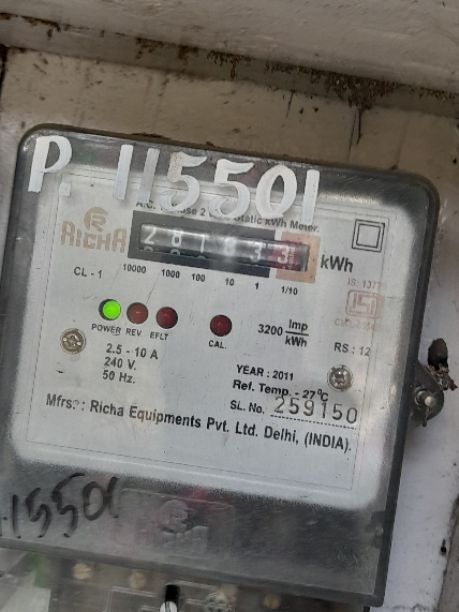 P. 115501
RICHA
kWh
CL - 1
10000 1000 100 10 1 1/10
POWER REV. EFLT CAL.
3200 Imp/kWh
RS : 12
2.5 - 10 A
240 V.
50 Hz.
YEAR : 2011
Ref. Temp. - 27°C
SL. No. 259150
Mfrs. : Richa Equipments Pvt. Ltd. Delhi, (INDIA).
115501
RICHA